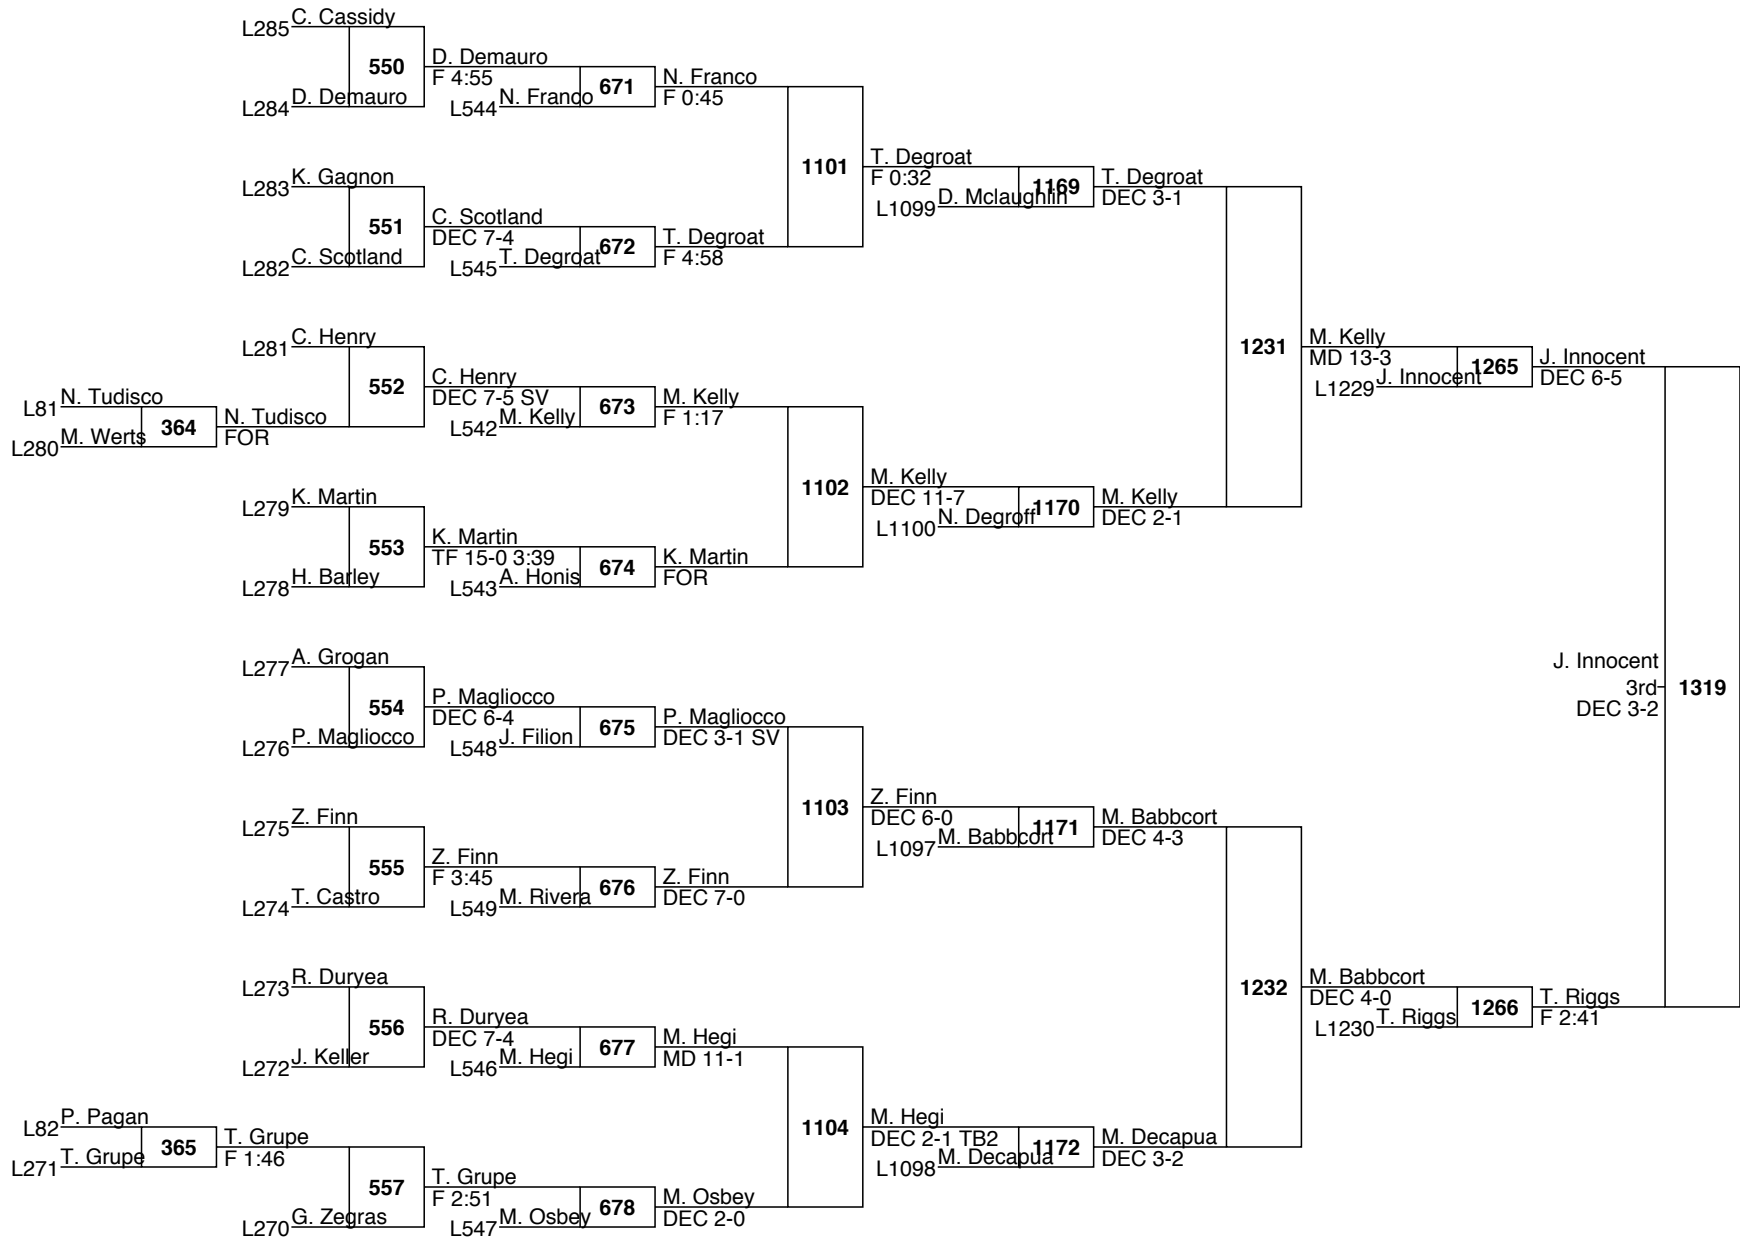 C. Cassidy
L285
550
D. Demauro
F 4:55
D. Demauro
L284
671
N. Franco
L544
N. Franco
F 0:45
K. Gagnon
L283
551
C. Scotland
DEC 7-4
C. Scotland
L282
672
T. Degroat
L545
T. Degroat
F 4:58
1101
T. Degroat
F 0:32
1169
D. Mclaughlin
L1099
T. Degroat
DEC 3-1
C. Henry
L281
552
C. Henry
DEC 7-5 SV
N. Tudisco
L81
364
M. Werts
L280
N. Tudisco
FOR
673
M. Kelly
L542
M. Kelly
F 1:17
K. Martin
L279
553
K. Martin
TF 15-0 3:39
H. Barley
L278
674
A. Honis
L543
K. Martin
FOR
1102
M. Kelly
DEC 11-7
1170
N. Degroff
L1100
M. Kelly
DEC 2-1
1231
M. Kelly
MD 13-3
1265
J. Innocent
L1229
J. Innocent
DEC 6-5
A. Grogan
L277
554
P. Magliocco
DEC 6-4
P. Magliocco
L276
675
J. Filion
L548
P. Magliocco
DEC 3-1 SV
Z. Finn
L275
555
Z. Finn
F 3:45
T. Castro
L274
676
M. Rivera
L549
Z. Finn
DEC 7-0
1103
Z. Finn
DEC 6-0
1171
M. Babbcort
L1097
M. Babbcort
DEC 4-3
R. Duryea
L273
556
R. Duryea
DEC 7-4
J. Keller
L272
677
M. Hegi
L546
M. Hegi
MD 11-1
P. Pagan
L82
365
T. Grupe
L271
T. Grupe
F 1:46
557
T. Grupe
F 2:51
G. Zegras
L270
678
M. Osbey
L547
M. Osbey
DEC 2-0
1104
M. Hegi
DEC 2-1 TB2
1172
M. Decapua
L1098
M. Decapua
DEC 3-2
1232
M. Babbcort
DEC 4-0
1266
T. Riggs
L1230
T. Riggs
F 2:41
J. Innocent
3rd
DEC 3-2
1319